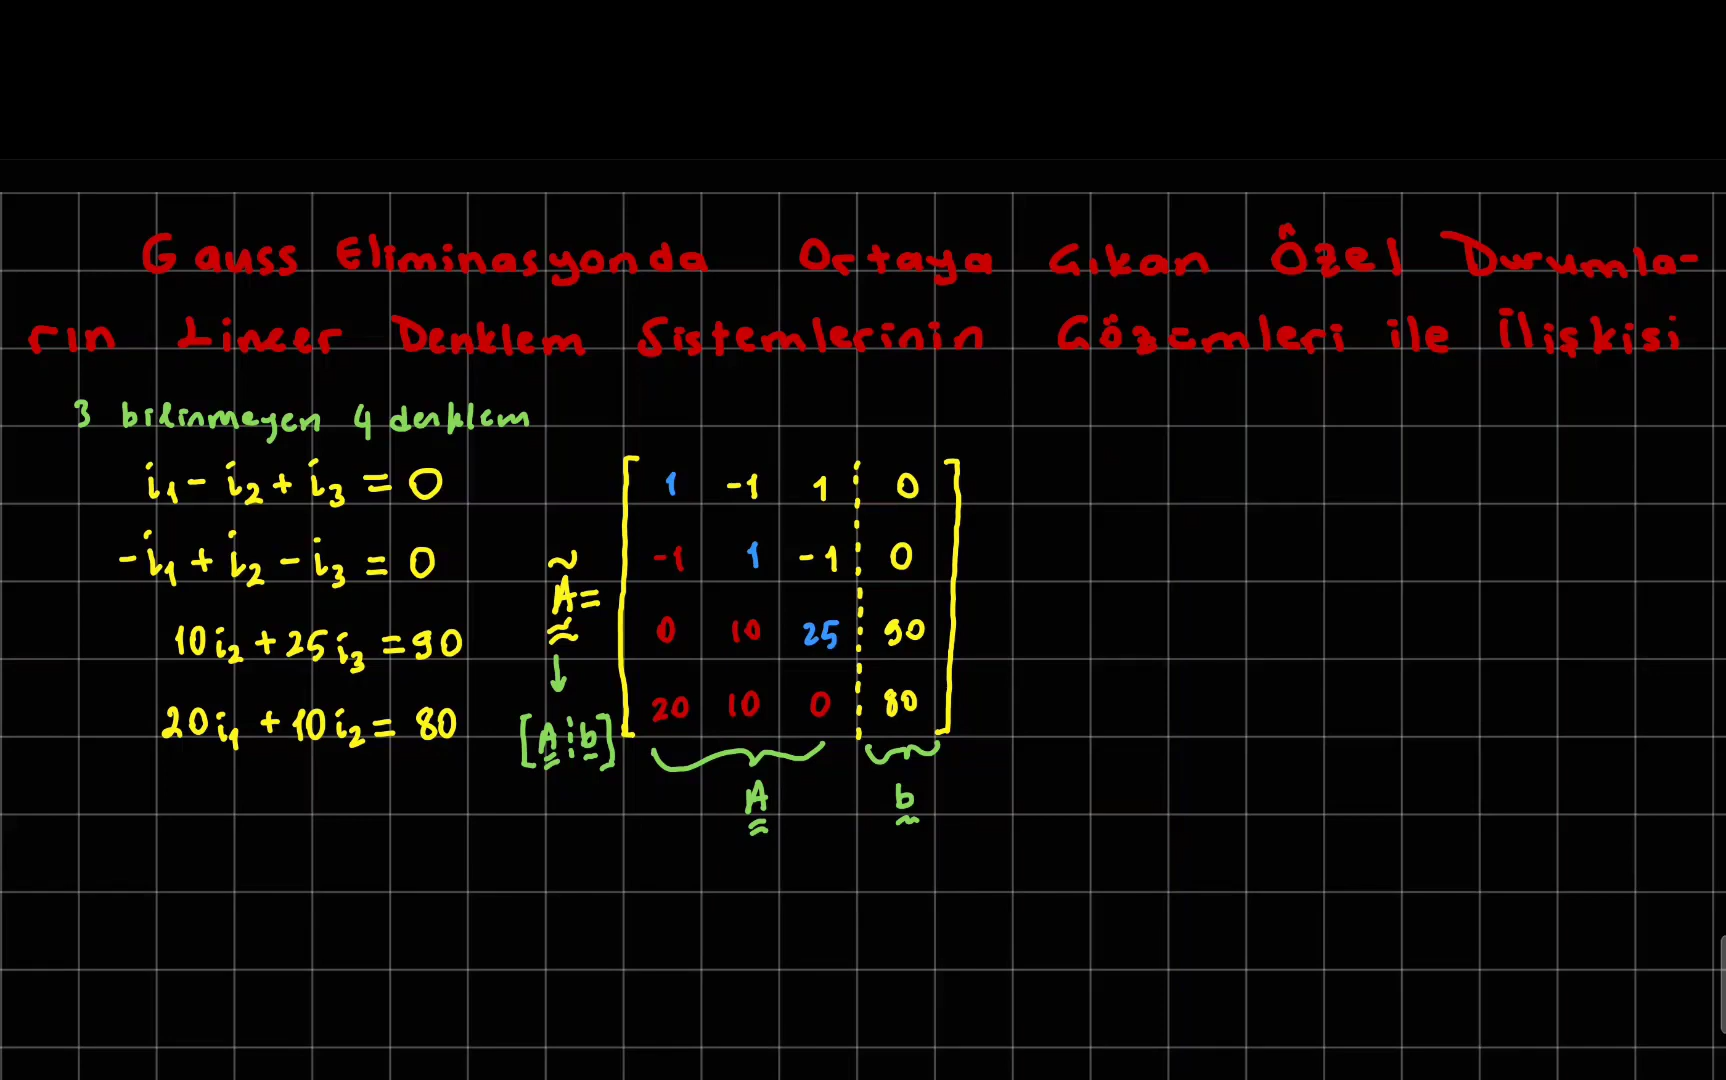 Gauss Eliminasyonda Ortaya Çıkan Özel Durumla-
rın Lineer Denklem Sistemlerinin Çözümleri ile İlişkisi
3 bilinmeyen 4 denklem
i₁ - i₂ + i₃ = 0
-i₁ + i₂ - i₃ = 0
10i₂ + 25i₃ = 90
20i₁ + 10i₂ = 80
Ã =
[A⋮b]
1 -1 1 0
-1 1 -1 0
0 10 25 90
20 10 0 80
A b